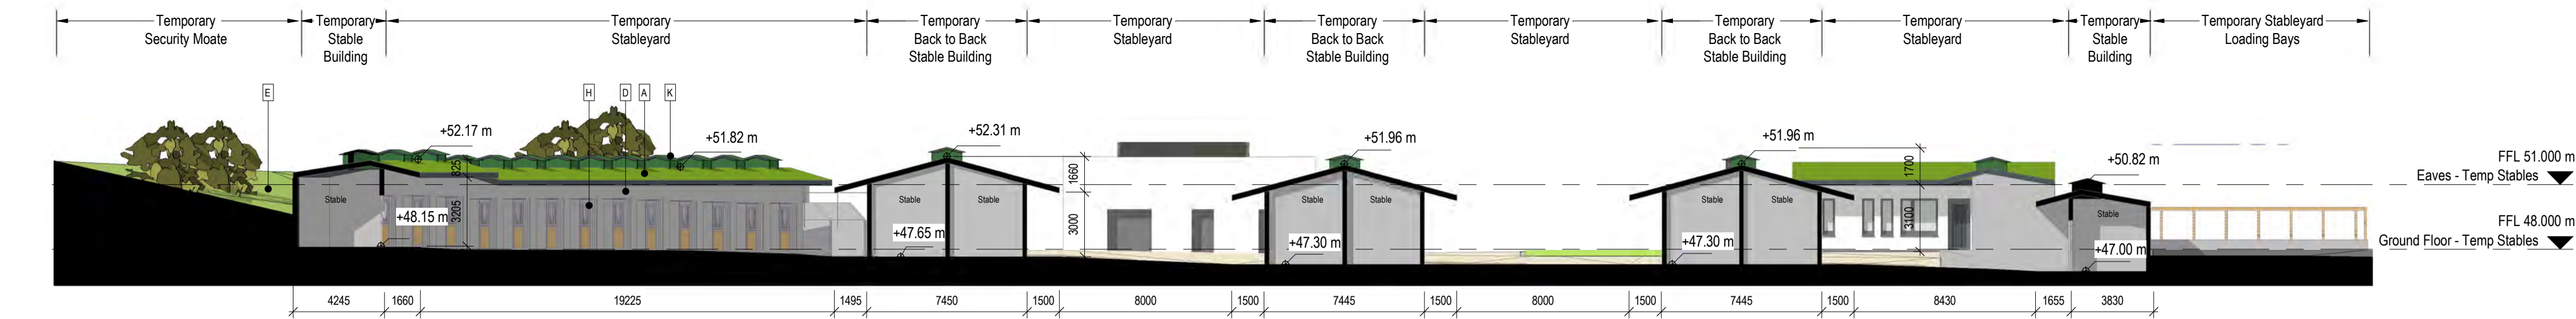 Temporary
Security Moate
Temporary
Stable
Building
Temporary
Stableyard
Temporary
Back to Back
Stable Building
Temporary
Stableyard
Temporary
Back to Back
Stable Building
Temporary
Stableyard
Temporary
Back to Back
Stable Building
Temporary
Stableyard
Temporary
Stable
Building
Temporary Stableyard
Loading Bays
E
H
D
A
K
+52.17 m
+51.82 m
+52.31 m
+51.96 m
+51.96 m
+50.82 m
825
3205
1660
3000
1700
3100
Stable
Stable
Stable
Stable
Stable
Stable
Stable
Stable
+48.15 m
+47.65 m
+47.30 m
+47.30 m
+47.00 m
FFL 51.000 m
Eaves - Temp Stables
FFL 48.000 m
Ground Floor - Temp Stables
4245
1660
19225
1495
7450
1500
8000
1500
7445
1500
8000
1500
7445
1500
8430
1655
3830